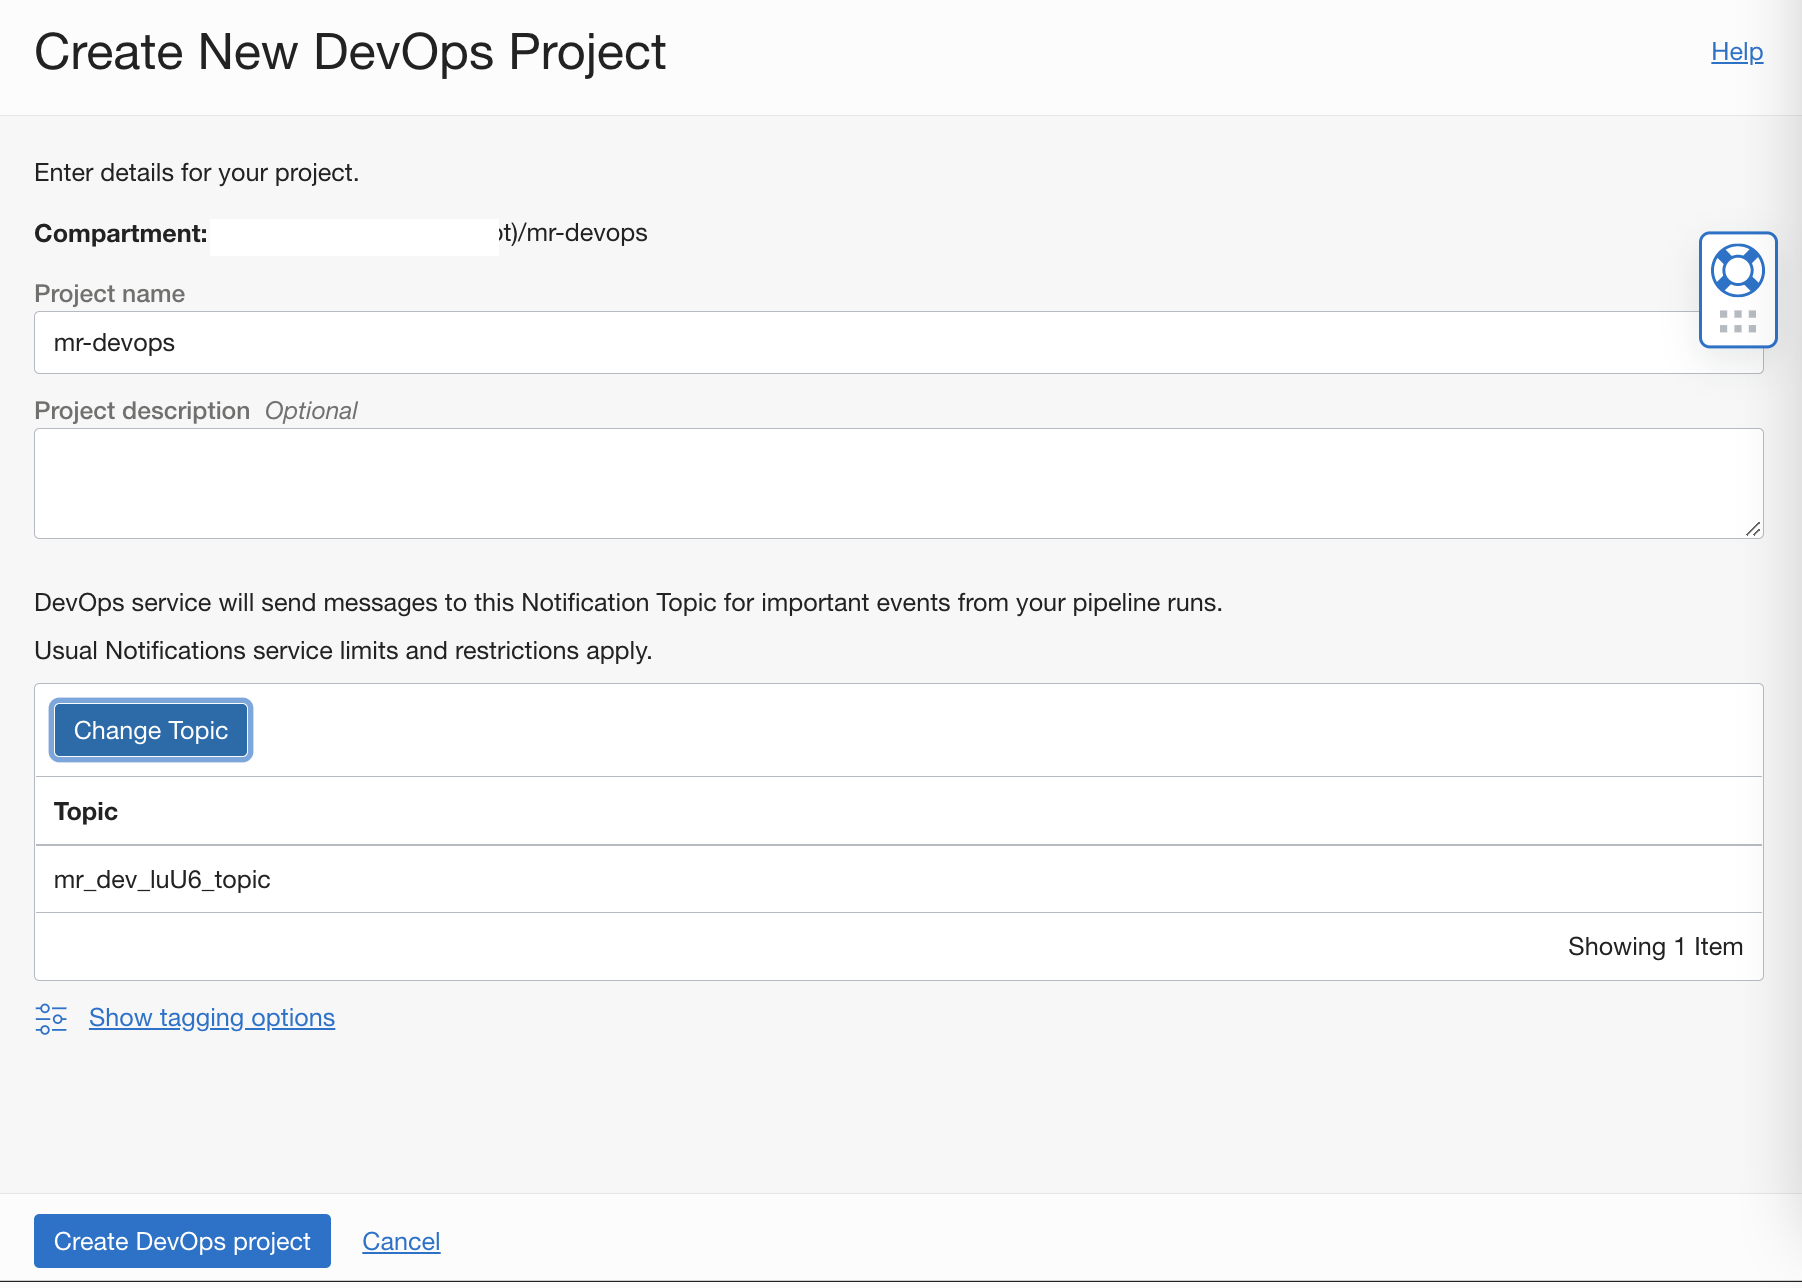 Create New DevOps Project
Help
Enter details for your project.
Compartment: t)/mr-devops
Project name
mr-devops
Project description Optional
DevOps service will send messages to this Notification Topic for important events from your pipeline runs.
Usual Notifications service limits and restrictions apply.
Change Topic
Topic
mr_dev_luU6_topic
Showing 1 Item
Show tagging options
Create DevOps project
Cancel